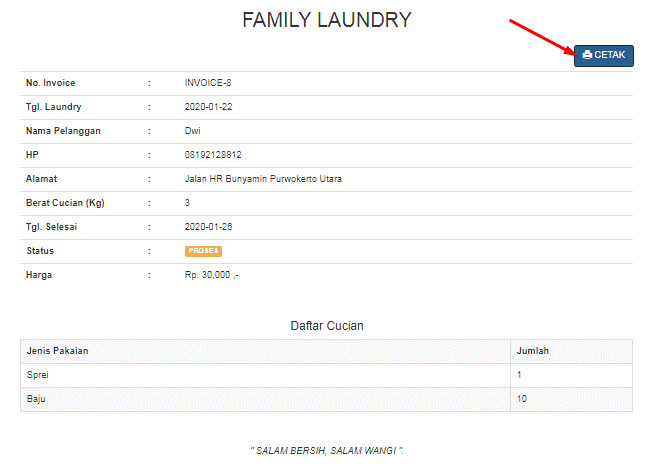 FAMILY LAUNDRY
CETAK
No. Invoice : INVOICE-8
Tgl. Laundry : 2020-01-22
Nama Pelanggan : Dwi
HP : 08192128812
Alamat : Jalan HR Bunyamin Purwokerto Utara
Berat Cucian (Kg) : 3
Tgl. Selesai : 2020-01-26
Status : PROSES
Harga : Rp. 30,000 ,-
Daftar Cucian
Jenis Pakaian Jumlah
Sprei 1
Baju 10
" SALAM BERSIH, SALAM WANGI ".